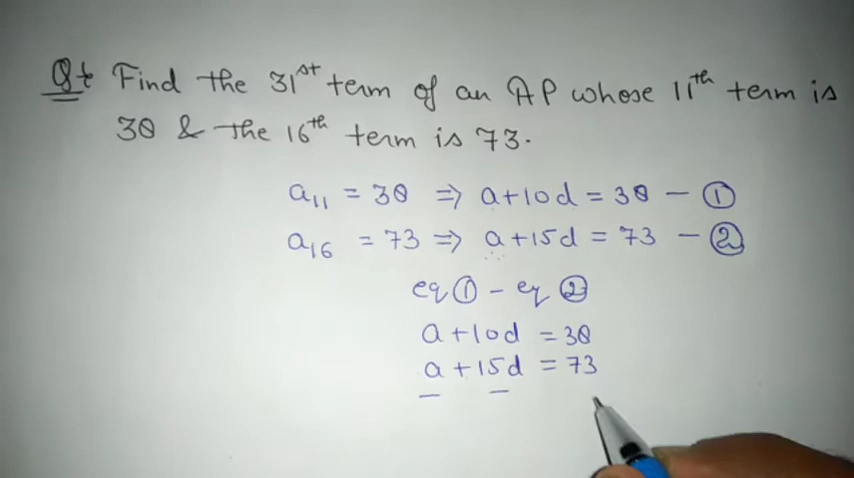 Q† Find the 31st term of an AP whose 11th term is
38 & the 16th term is 73.
a11 = 38 ⇒ a+10d = 38 — ①
a16 = 73 ⇒ a+15d = 73 — ②
eq ① - eq ②
a+10d = 38
a+15d = 73
— —